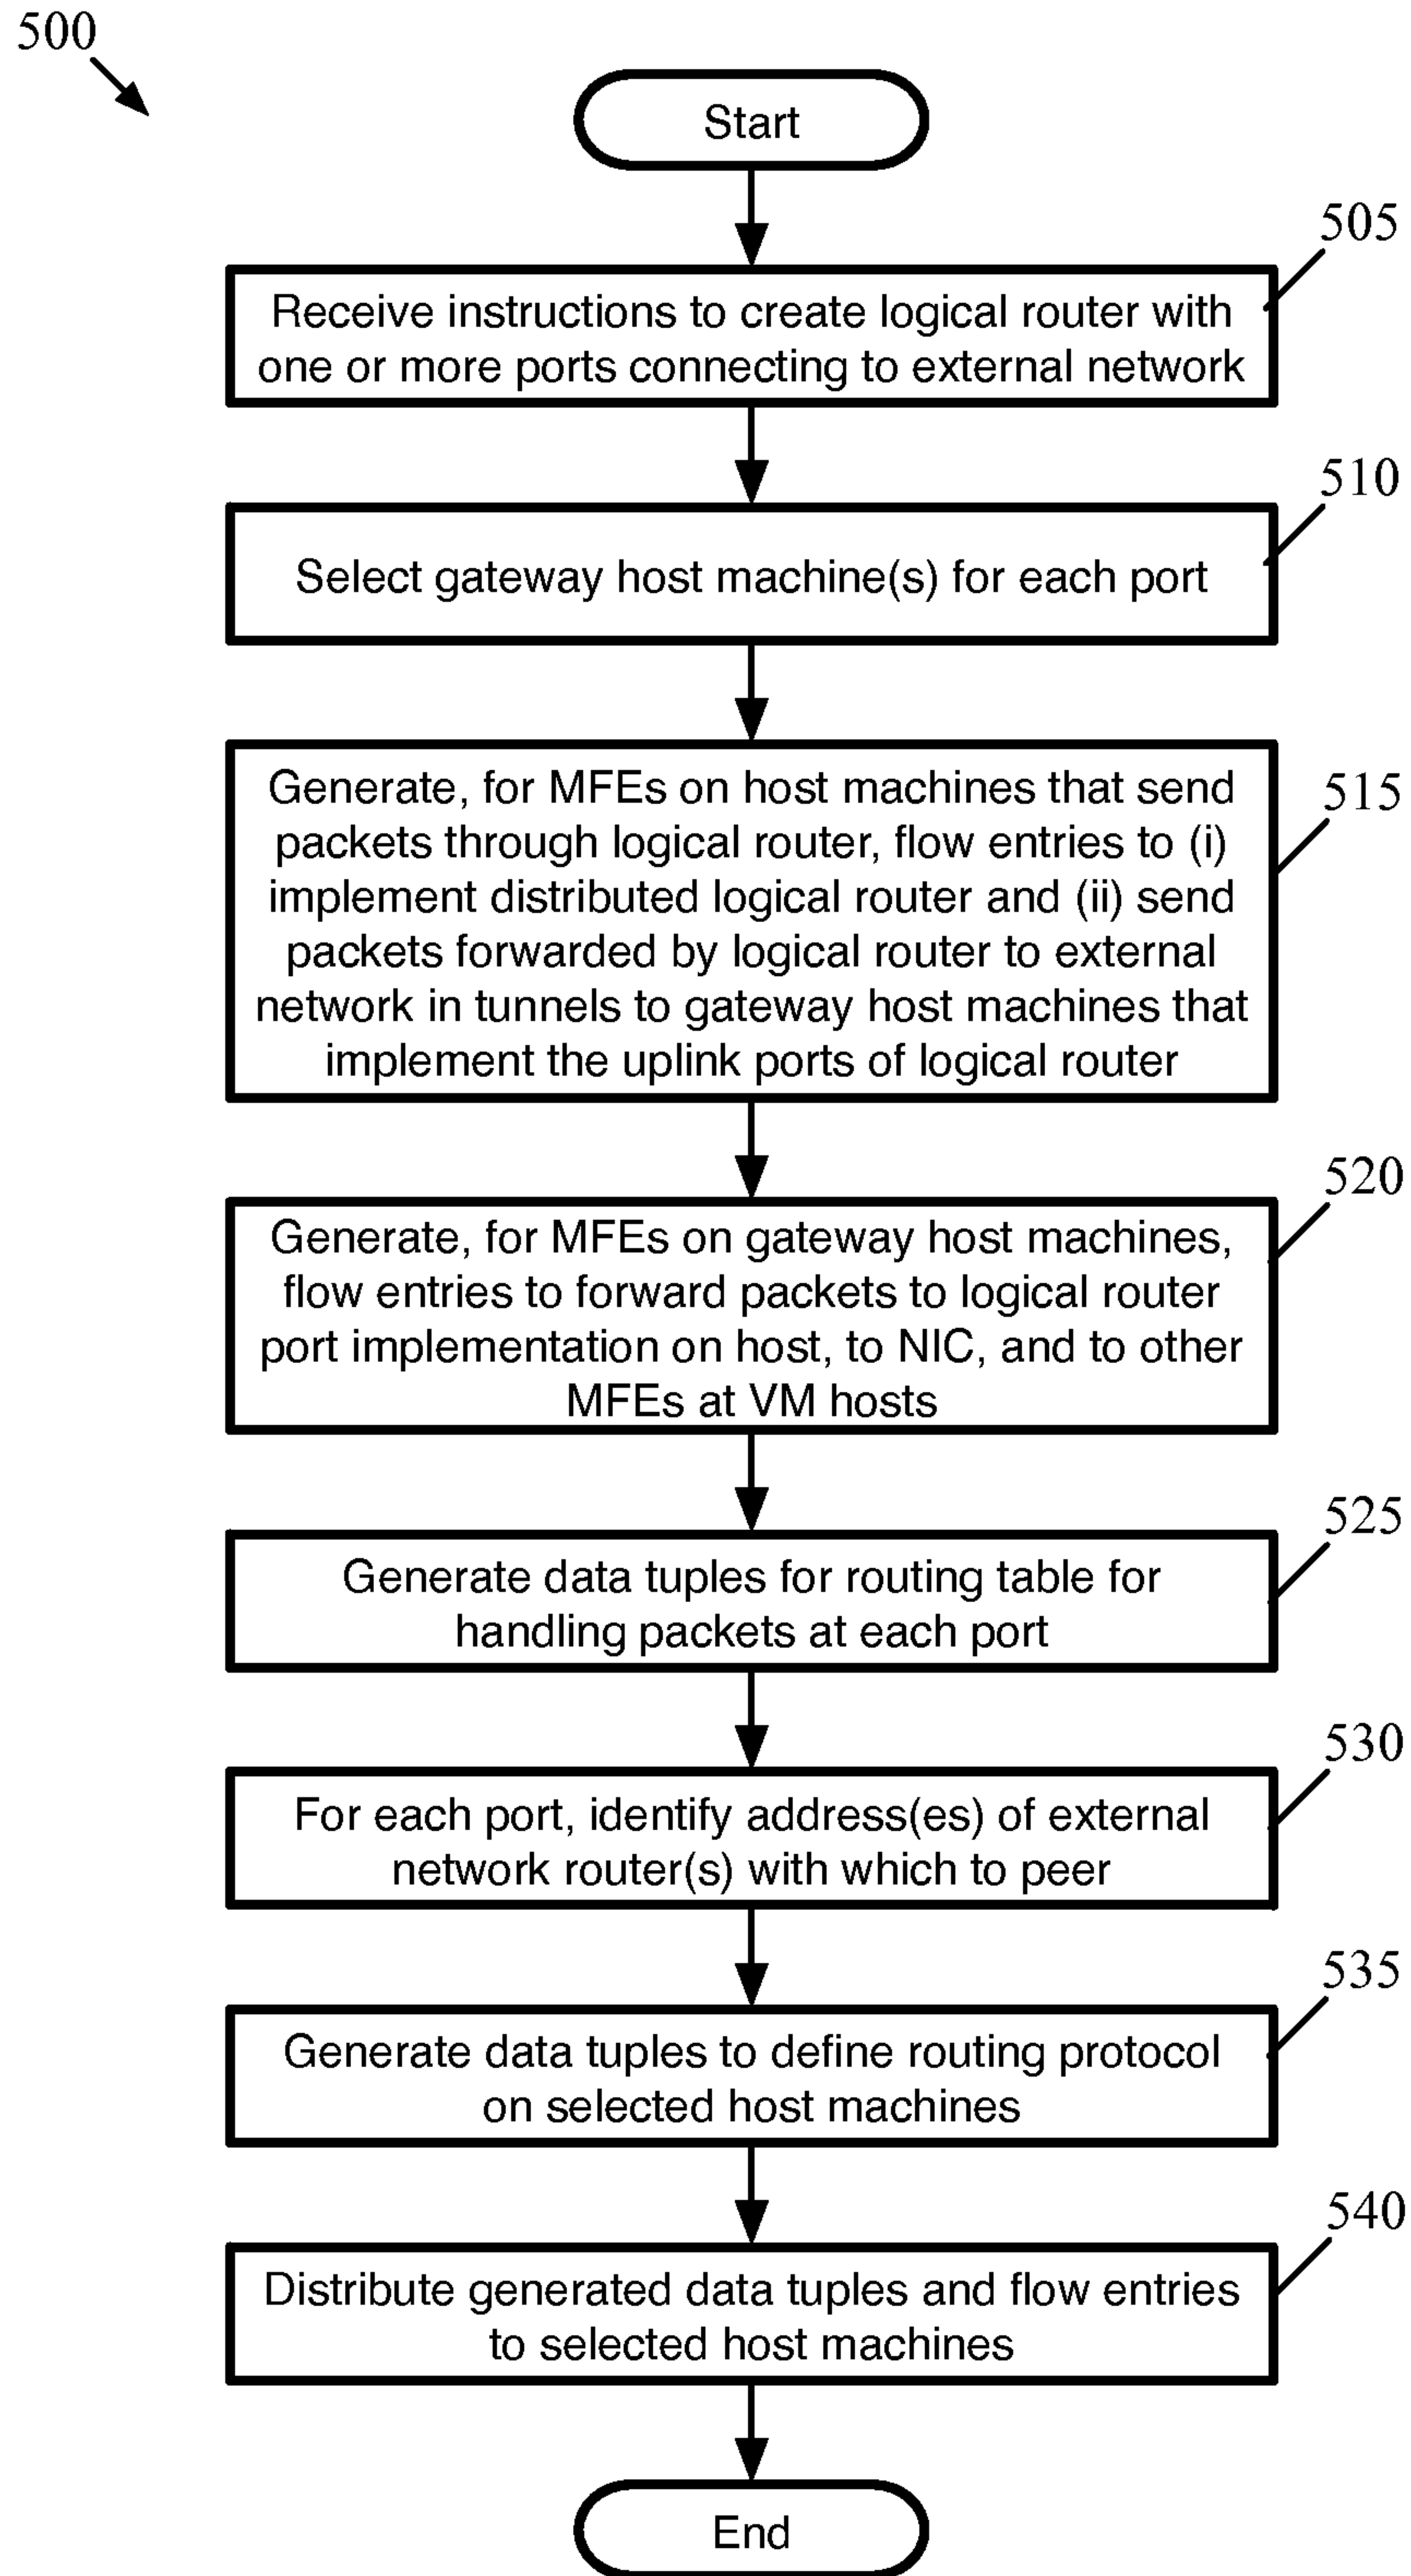 500
Start
505
Receive instructions to create logical router with
one or more ports connecting to external network
510
Select gateway host machine(s) for each port
515
Generate, for MFEs on host machines that send
packets through logical router, flow entries to (i)
implement distributed logical router and (ii) send
packets forwarded by logical router to external
network in tunnels to gateway host machines that
implement the uplink ports of logical router
520
Generate, for MFEs on gateway host machines,
flow entries to forward packets to logical router
port implementation on host, to NIC, and to other
MFEs at VM hosts
525
Generate data tuples for routing table for
handling packets at each port
530
For each port, identify address(es) of external
network router(s) with which to peer
535
Generate data tuples to define routing protocol
on selected host machines
540
Distribute generated data tuples and flow entries
to selected host machines
End